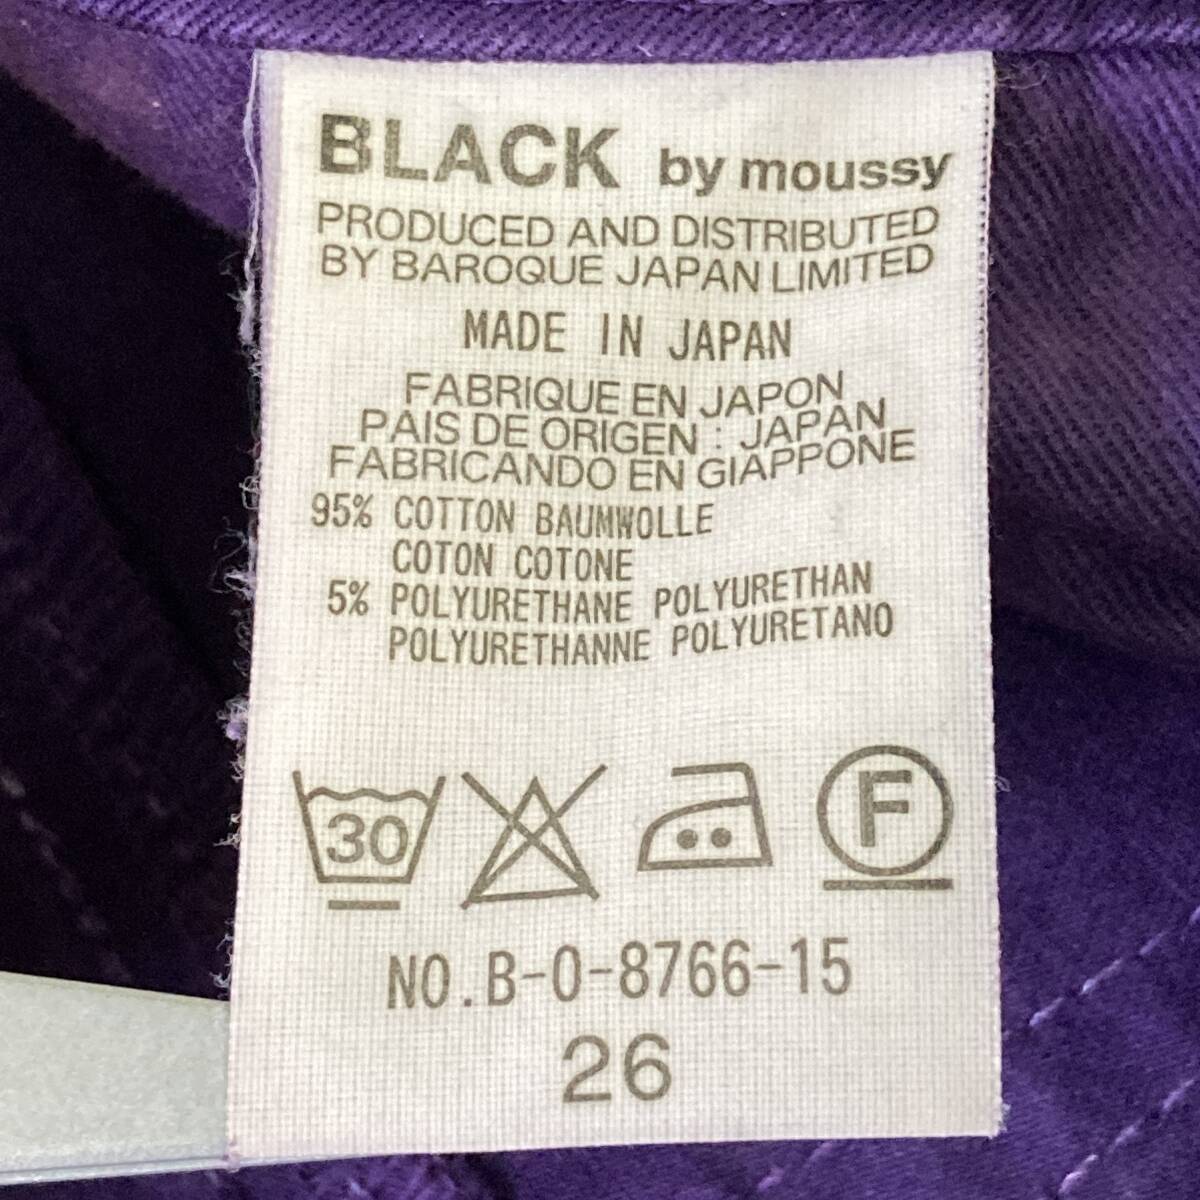 BLACK by moussy
PRODUCED AND DISTRIBUTED
BY BAROQUE JAPAN LIMITED
MADE IN JAPAN
FABRIQUE EN JAPON
PAIS DE ORIGEN : JAPAN
FABRICANDO EN GIAPPONE
95% COTTON BAUMWOLLE
COTON COTONE
5% POLYURETHANE POLYURETHAN
POLYURETHANNE POLYURETANO
30
F
NO.B-0-8766-15
26